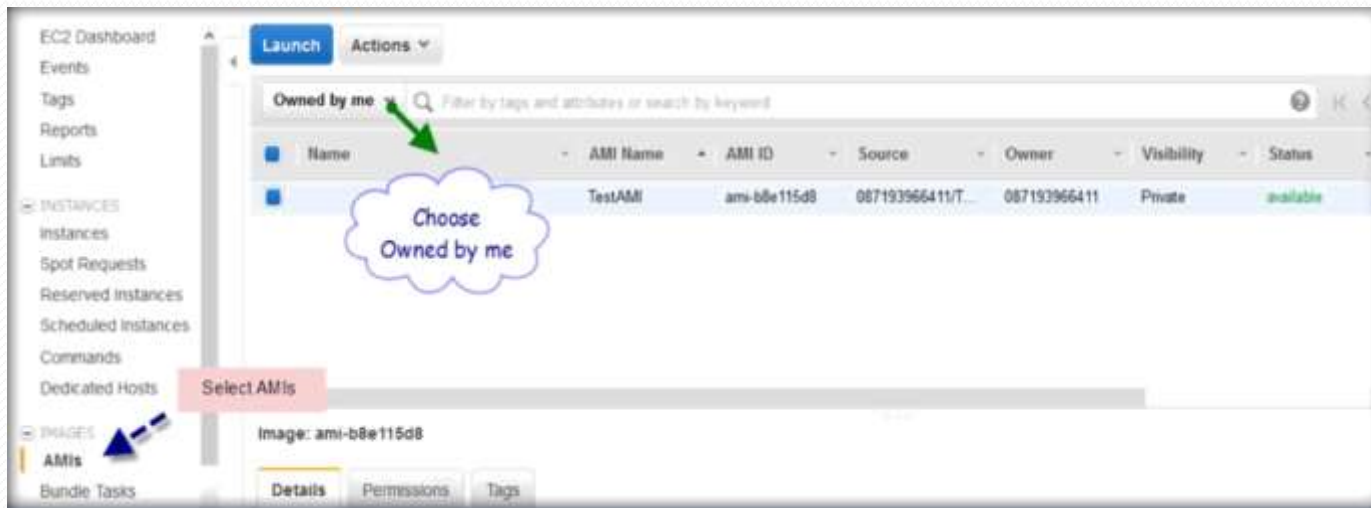 EC2 Dashboard
Events
Tags
Reports
Limits
INSTANCES
Instances
Spot Requests
Reserved Instances
Scheduled Instances
Commands
Dedicated Hosts
IMAGES
AMIs
Bundle Tasks
Select AMIs
Launch Actions
Owned by me Filter by tags and attributes or search by keyword
Name AMI Name AMI ID Source Owner Visibility Status
TestAMI ami-b8e115d8 087193966411/T... 087193966411 Private available
Choose
Owned by me
Image: ami-b8e115d8
Details Permissions Tags